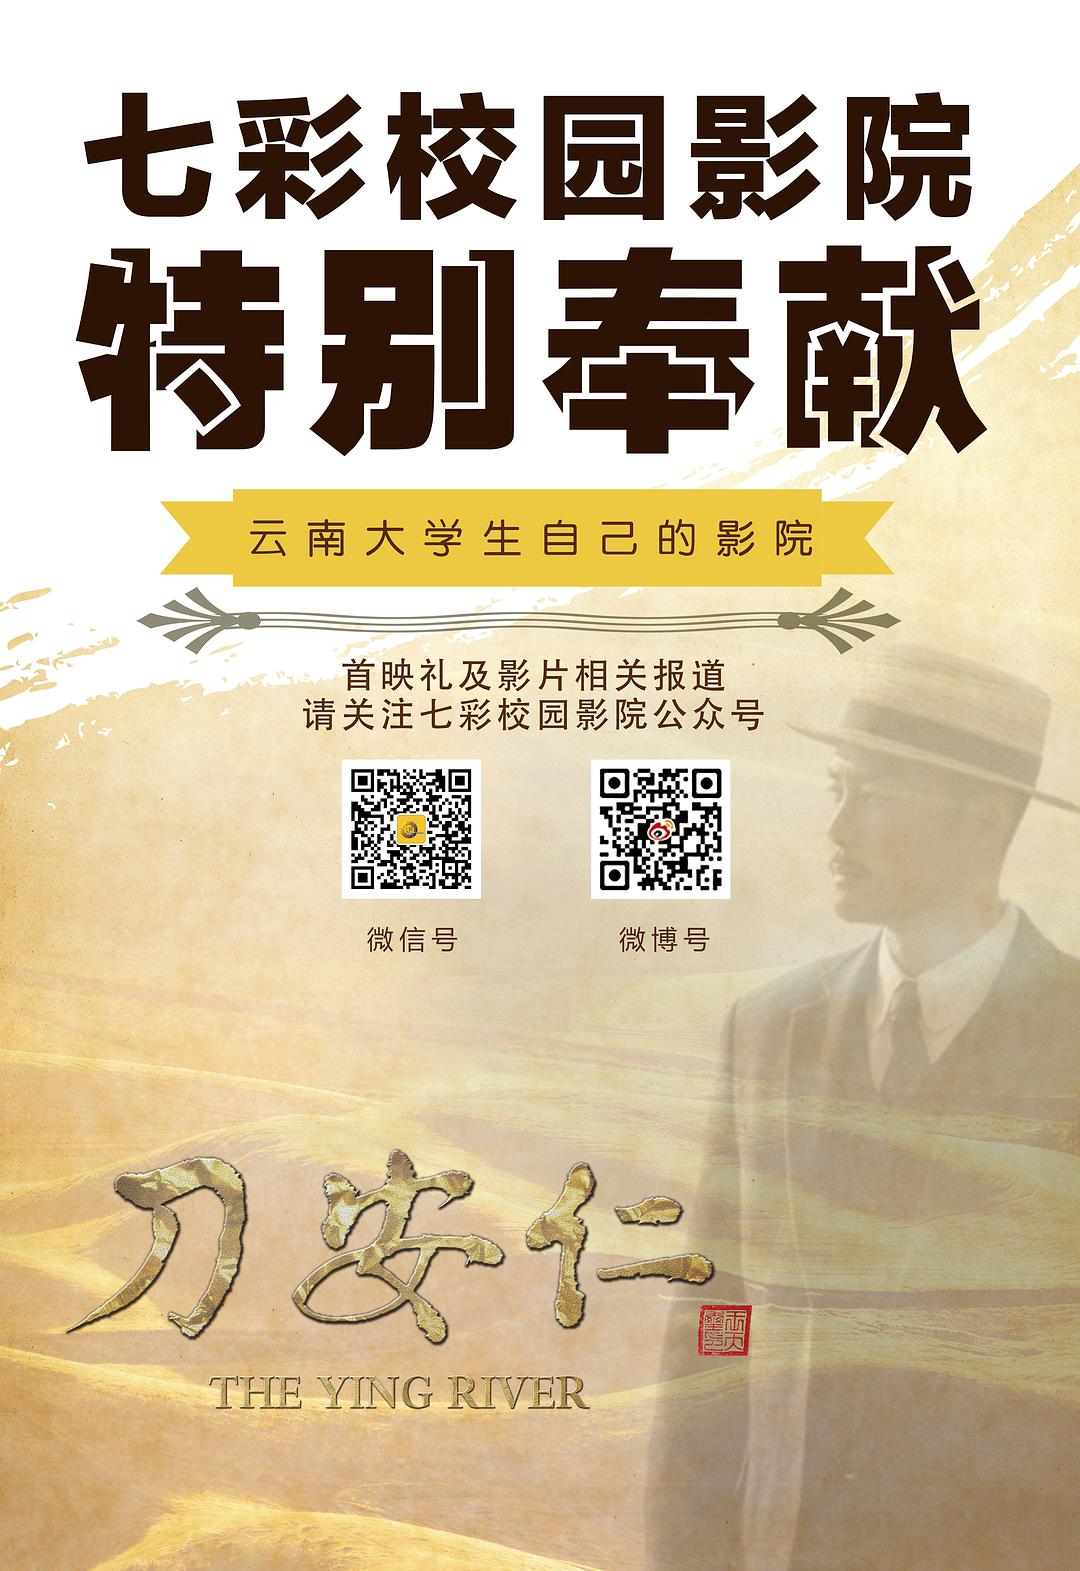 七彩校园影院
特别奉献
云南大学生自己的影院
首映礼及影片相关报道
请关注七彩校园影院公众号
微信号 微博号
刀安仁
THE YING RIVER